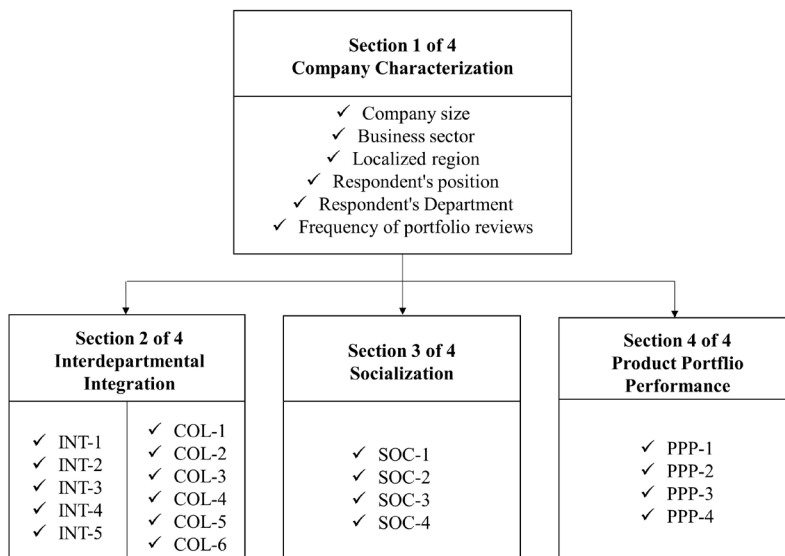 Section 1 of 4
Company Characterization
✓ Company size
✓ Business sector
✓ Localized region
✓ Respondent's position
✓ Respondent's Department
✓ Frequency of portfolio reviews
Section 2 of 4
Interdepartmental
Integration
✓ INT-1
✓ INT-2
✓ INT-3
✓ INT-4
✓ INT-5
✓ COL-1
✓ COL-2
✓ COL-3
✓ COL-4
✓ COL-5
✓ COL-6
Section 3 of 4
Socialization
✓ SOC-1
✓ SOC-2
✓ SOC-3
✓ SOC-4
Section 4 of 4
Product Portflio
Performance
✓ PPP-1
✓ PPP-2
✓ PPP-3
✓ PPP-4